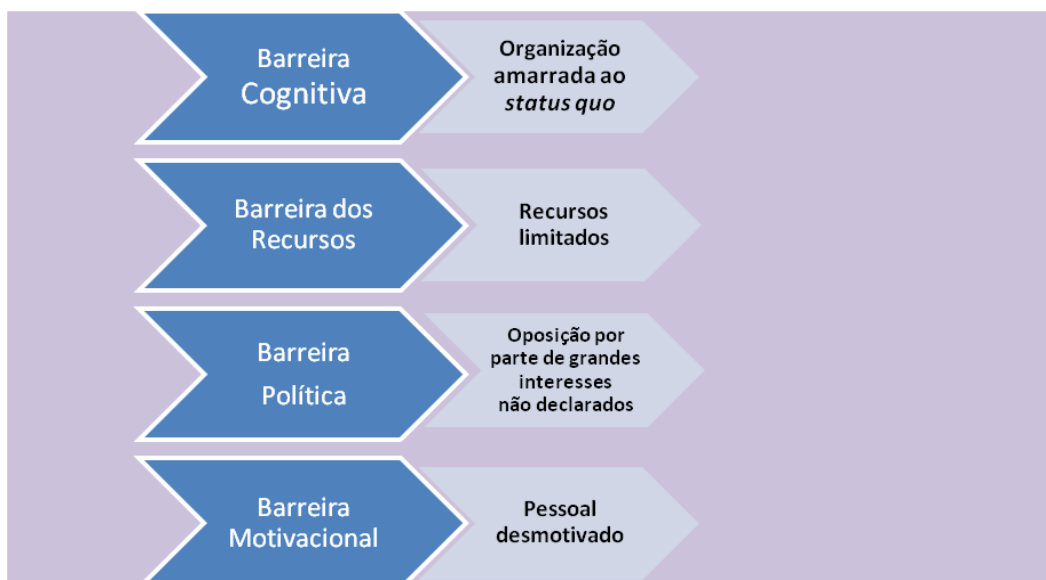 Barreira
Cognitiva
Organização
amarrada ao
status quo
Barreira dos
Recursos
Recursos
limitados
Barreira
Política
Oposição por
parte de grandes
interesses
não declarados
Barreira
Motivacional
Pessoal
desmotivado